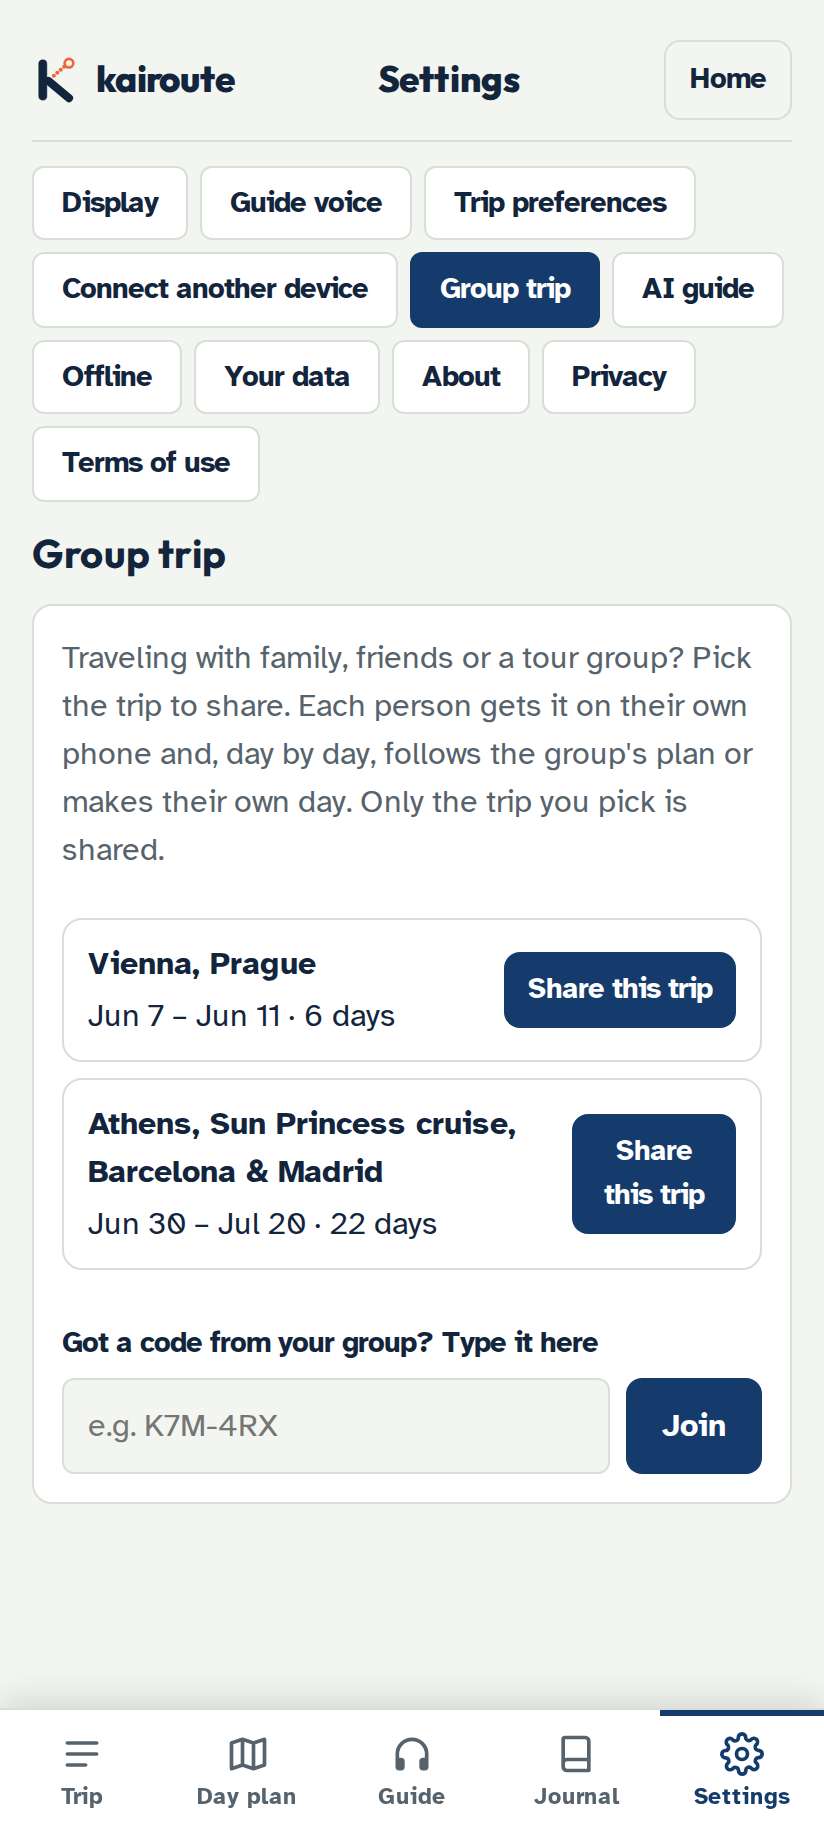 kairoute
Settings
Home
Display
Guide voice
Trip preferences
Connect another device
Group trip
AI guide
Offline
Your data
About
Privacy
Terms of use
Group trip
Traveling with family, friends or a tour group? Pick
the trip to share. Each person gets it on their own
phone and, day by day, follows the group's plan or
makes their own day. Only the trip you pick is
shared.
Vienna, Prague
Jun 7 – Jun 11 · 6 days
Share this trip
Athens, Sun Princess cruise,
Barcelona & Madrid
Jun 30 – Jul 20 · 22 days
Share
this trip
Got a code from your group? Type it here
e.g. K7M-4RX
Join
Trip
Day plan
Guide
Journal
Settings